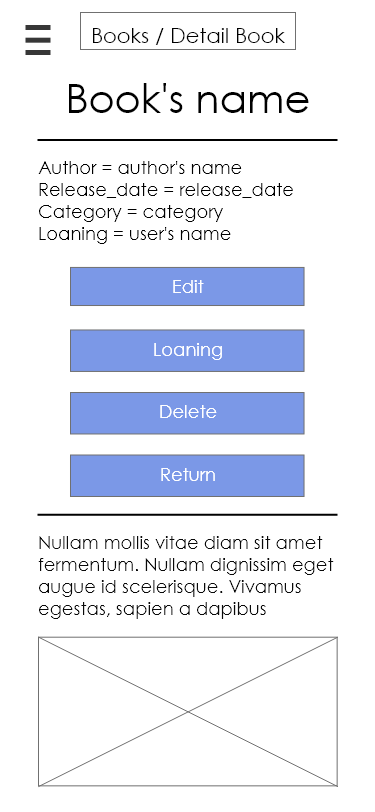 Books / Detail Book
Book's name
Author = author's name
Release_date = release_date
Category = category
Loaning = user's name
Edit
Loaning
Delete
Return
Nullam mollis vitae diam sit amet
fermentum. Nullam dignissim eget
augue id scelerisque. Vivamus
egestas, sapien a dapibus